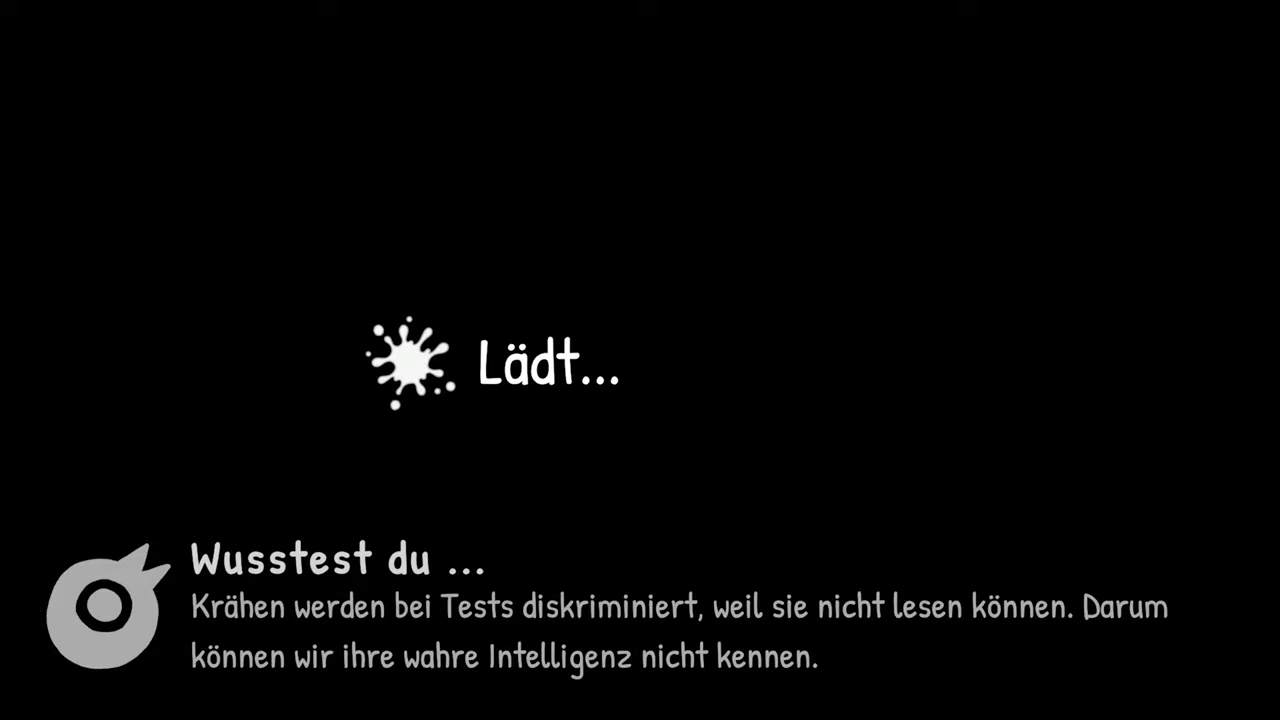 Lädt...
Wusstest du ...
Krähen werden bei Tests diskriminiert, weil sie nicht lesen können. Darum
können wir ihre wahre Intelligenz nicht kennen.